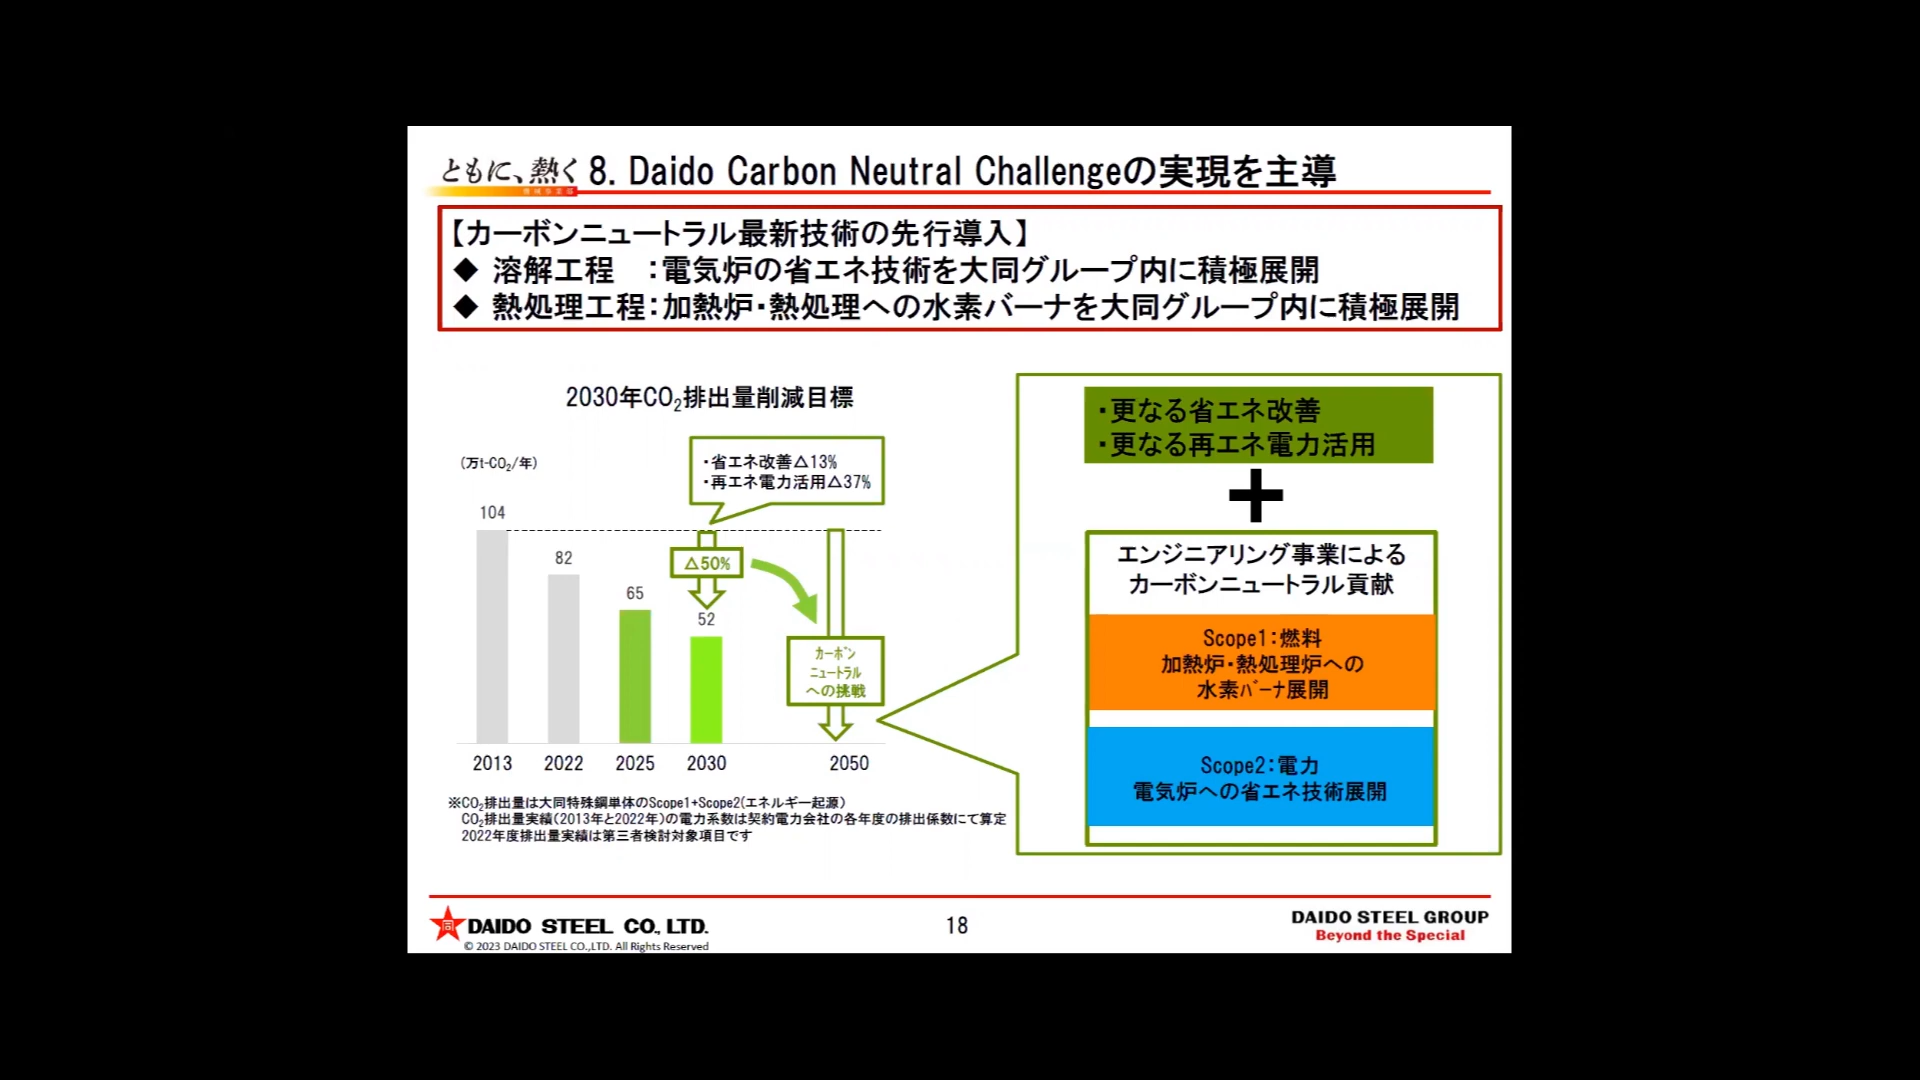 ともに、熱く 8. Daido Carbon Neutral Challengeの実現を主導
機械事業部
【カーボンニュートラル最新技術の先行導入】
◆ 溶解工程　：電気炉の省エネ技術を大同グループ内に積極展開
◆ 熱処理工程：加熱炉・熱処理への水素バーナを大同グループ内に積極展開
2030年CO₂排出量削減目標
(万t-CO₂/年)
・省エネ改善△13%
・再エネ電力活用△37%
104
82
65
△50%
52
カーボン
ニュートラル
への挑戦
2013 2022 2025 2030 2050
※CO₂排出量は大同特殊鋼単体のScope1+Scope2(エネルギー起源)
CO₂排出量実績(2013年と2022年)の電力系数は契約電力会社の各年度の排出係数にて算定
2022年度排出量実績は第三者検討対象項目です
・更なる省エネ改善
・更なる再エネ電力活用
+
エンジニアリング事業による
カーボンニュートラル貢献
Scope1：燃料
加熱炉・熱処理炉への
水素バーナ展開
Scope2：電力
電気炉への省エネ技術展開
同 DAIDO STEEL CO., LTD.
© 2023 DAIDO STEEL CO.,LTD. All Rights Reserved
18
DAIDO STEEL GROUP
Beyond the Special